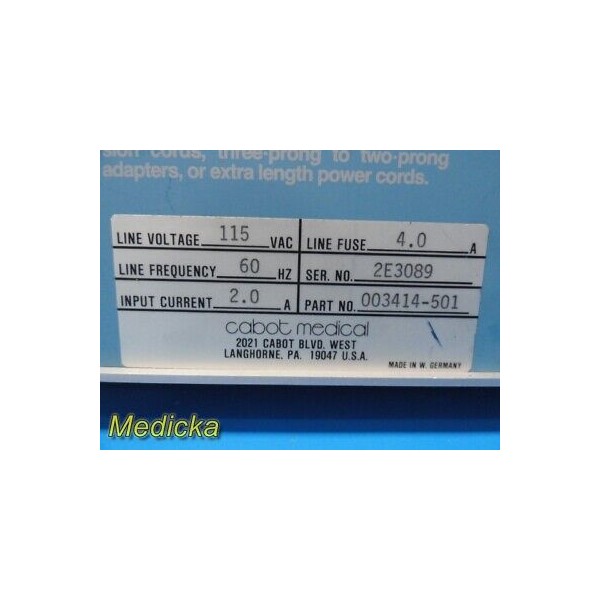 sion cords, three-prong to two-prong
adapters, or extra length power cords.
LINE VOLTAGE 115 VAC LINE FUSE 4.0 A
LINE FREQUENCY 60 HZ SER. NO. 2E3089
INPUT CURRENT 2.0 A PART NO. 003414-501
cabot medical
2021 CABOT BLVD. WEST
LANGHORNE, PA. 19047 U.S.A.
MADE IN W. GERMANY
Medicka